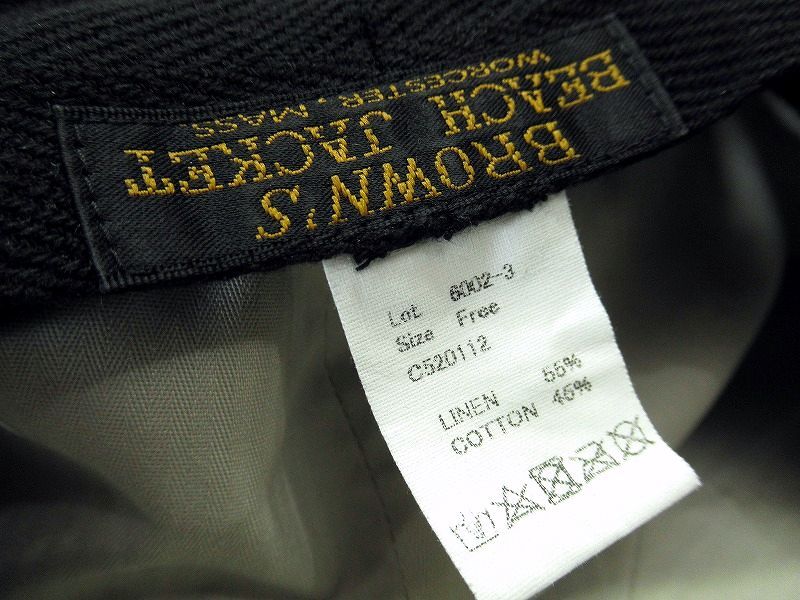 BROWN'S
BEACH JACKET
WORCESTER, MASS
Lot 6002-3
Size Free
C520112
LINEN 55%
COTTON 45%